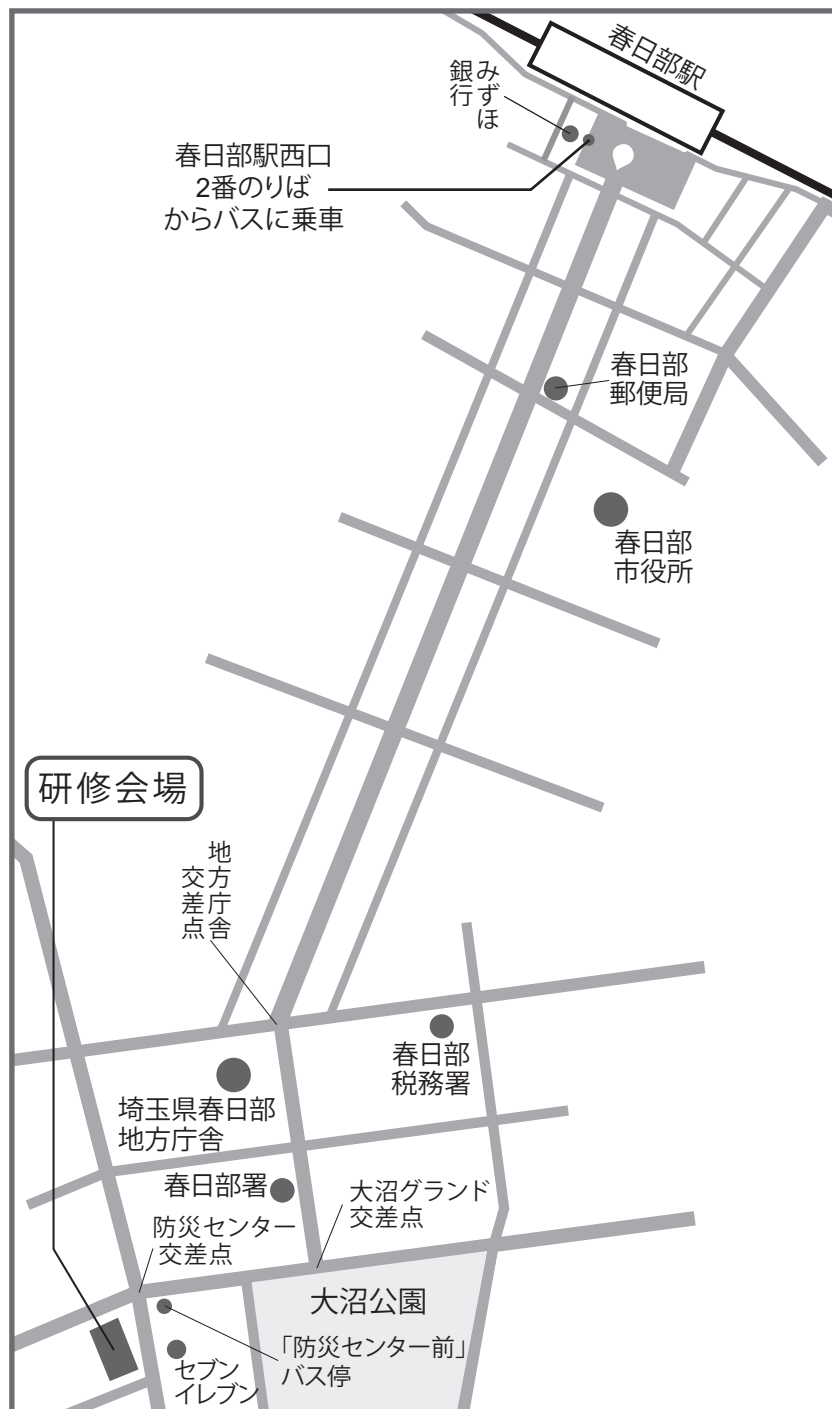 春日部駅
みずほ
銀行
春日部駅西口
2番のりば
からバスに乗車
春日部
郵便局
春日部
市役所
研修会場
地方庁舎
交差点
春日部
税務署
埼玉県春日部
地方庁舎
春日部署
大沼グランド
交差点
防災センター
交差点
大沼公園
「防災センター前」
バス停
セブン
イレブン